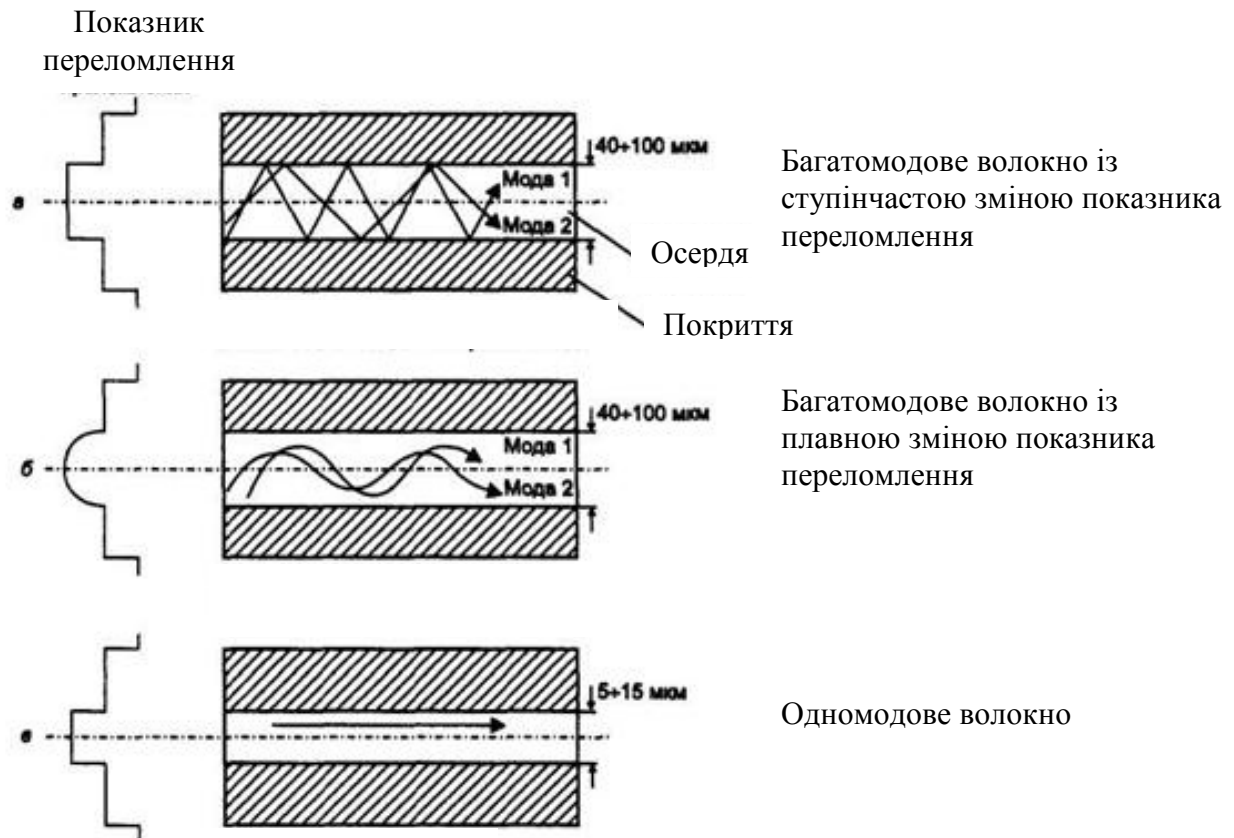 Показник
переломлення
а
40÷100 мкм
Мода 1
Мода 2
Осердя
Покриття
Багатомодове волокно із
ступінчастою зміною показника
переломлення
б
40÷100 мкм
Мода 1
Мода 2
Багатомодове волокно із
плавною зміною показника
переломлення
в
5÷15 мкм
Одномодове волокно